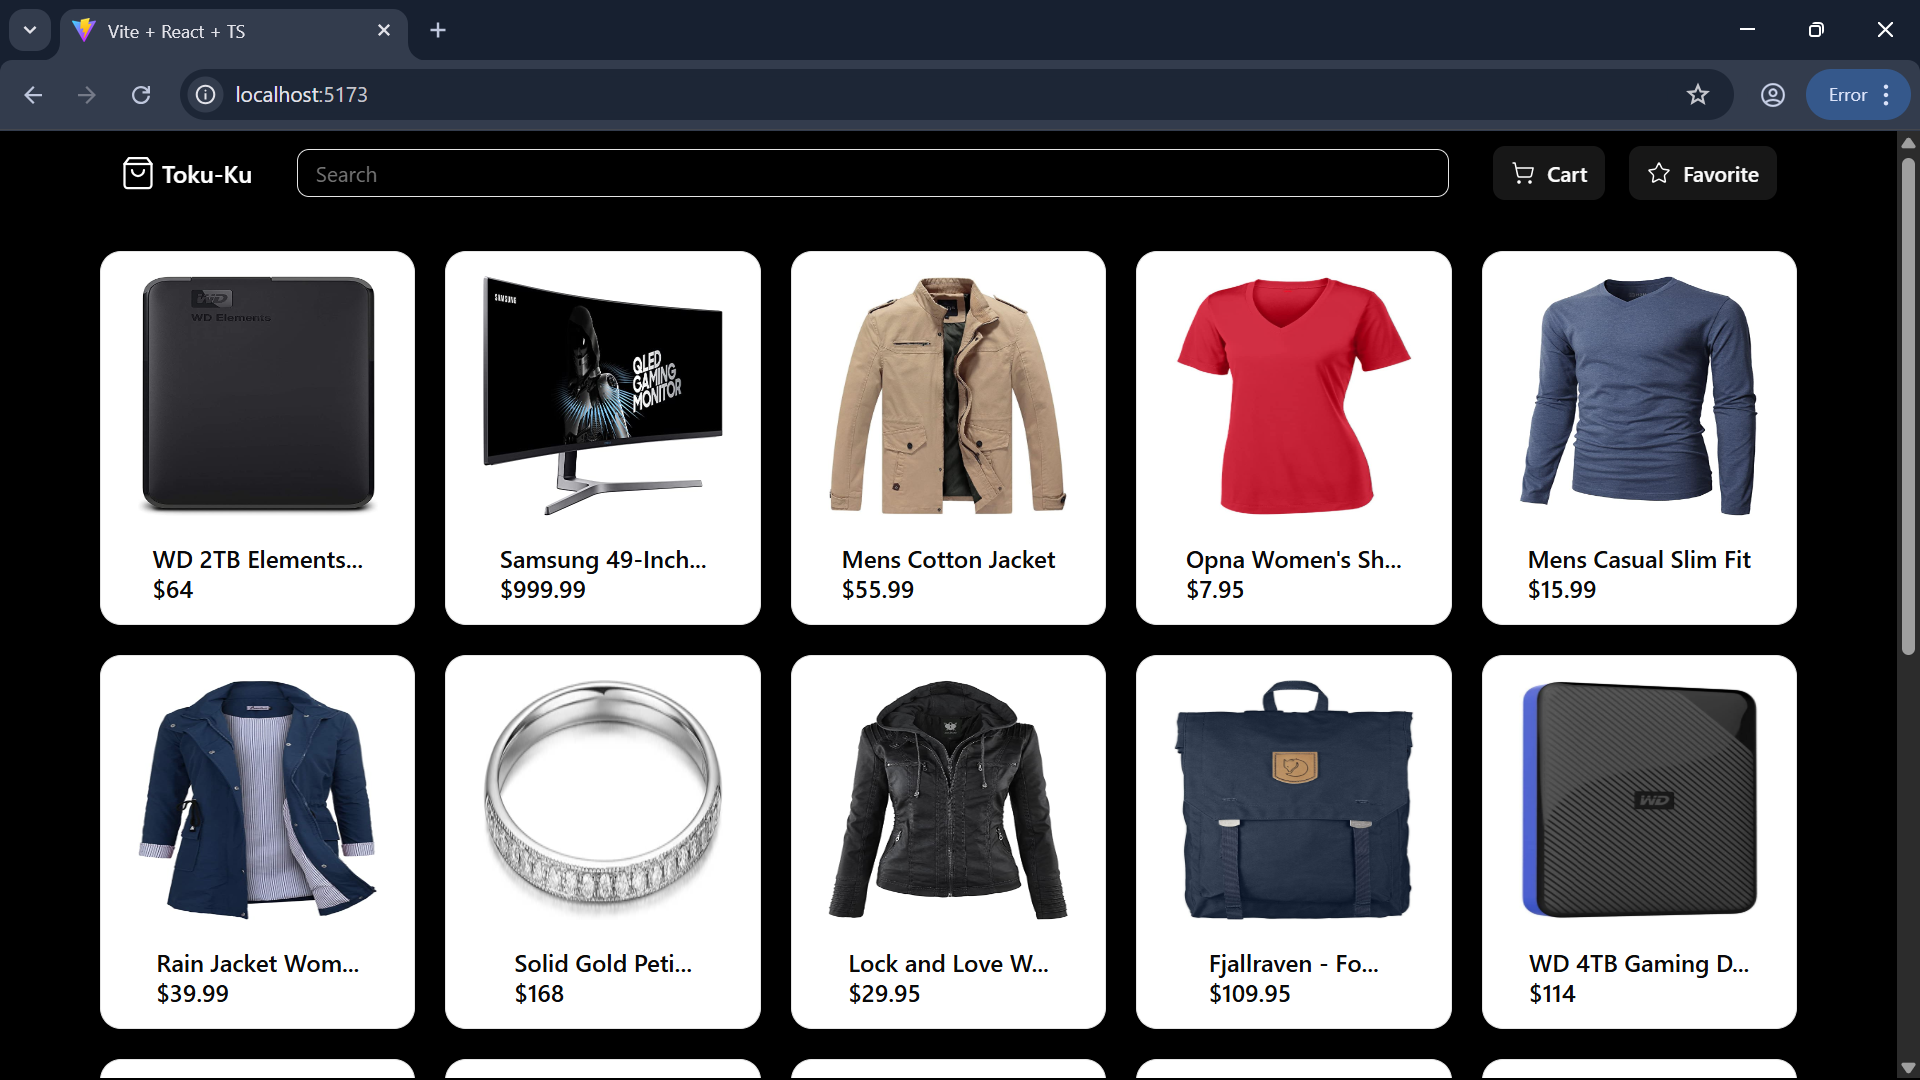 Vite + React + TS
localhost:5173
Error
Toku-Ku
Search
Cart
Favorite
WD
WD Elements
SAMSUNG
QLED
GAMING
MONITOR
WD 2TB Elements...
$64
Samsung 49-Inch...
$999.99
Mens Cotton Jacket
$55.99
Opna Women's Sh...
$7.95
Mens Casual Slim Fit
$15.99
WD
Rain Jacket Wom...
$39.99
Solid Gold Peti...
$168
Lock and Love W...
$29.95
Fjallraven - Fo...
$109.95
WD 4TB Gaming D...
$114